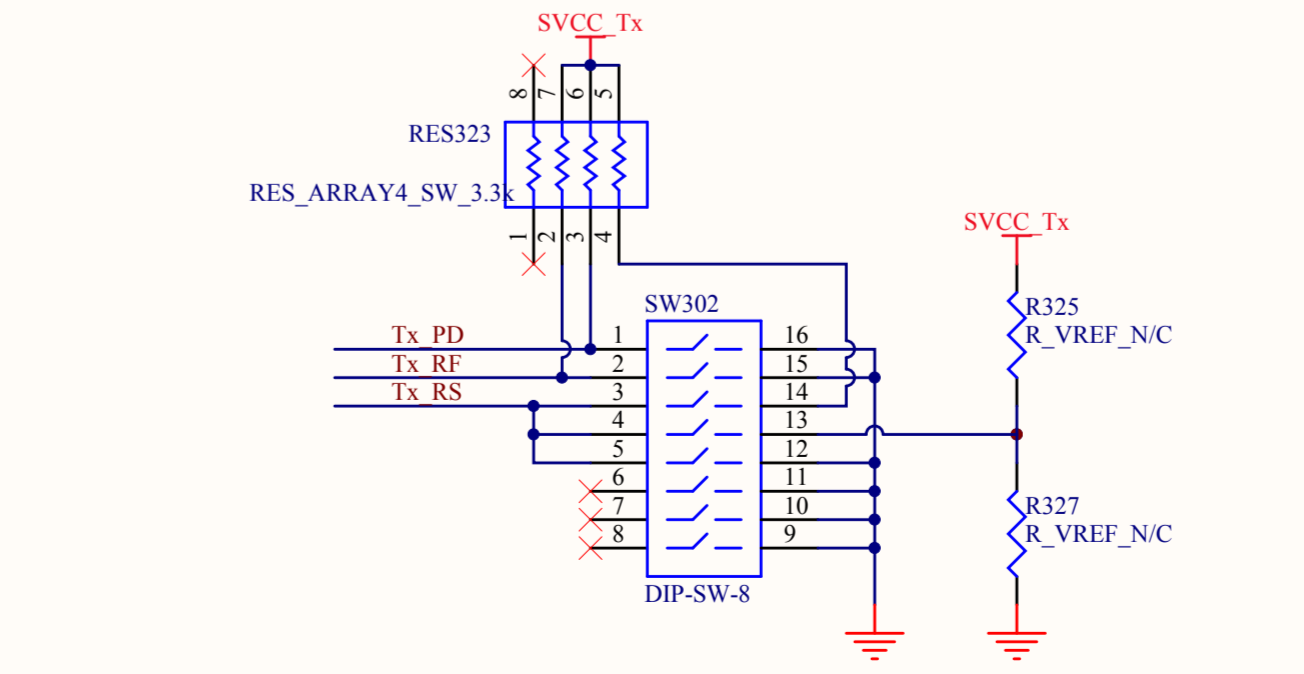 SVCC_Tx
8 7 6 5
RES323
RES_ARRAY4_SW_3.3k
1 2 3 4
SVCC_Tx
SW302
R325
R_VREF_N/C
Tx_PD 1 16
Tx_RF 2 15
Tx_RS 3 14
4 13
5 12
6 11
7 10
8 9
R327
R_VREF_N/C
DIP-SW-8